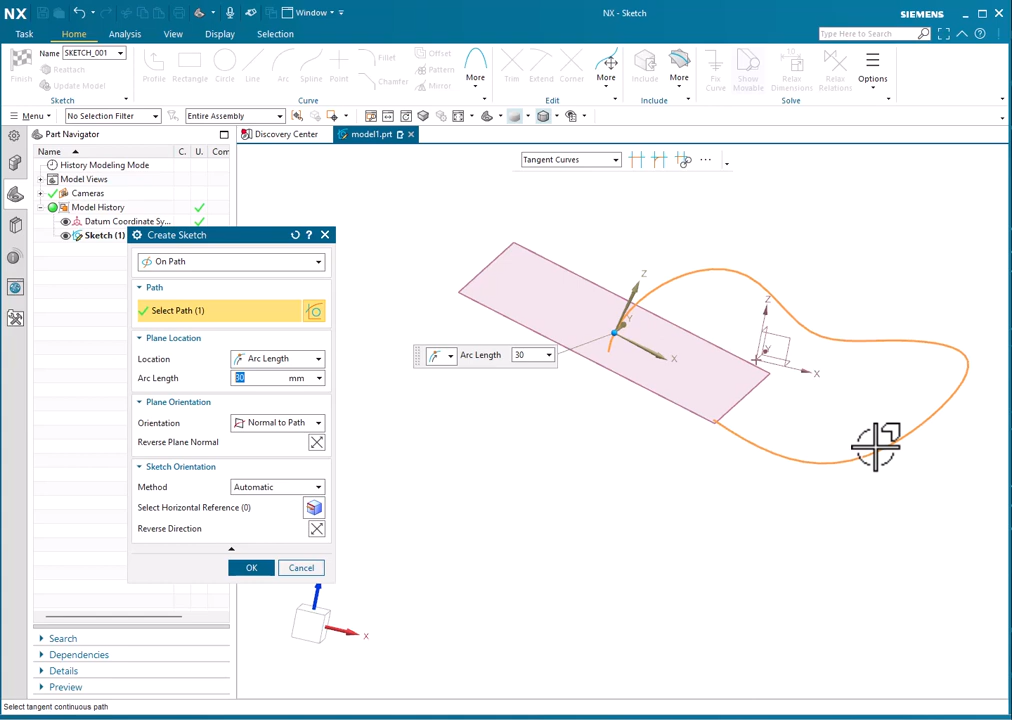 NX Window NX - Sketch SIEMENS
Task Home Analysis View Display Selection Type Here to Search
Name SKETCH_001
Reattach
Update Model
Finish
Sketch
Profile Rectangle Circle Line Arc Spline Point
Fillet
Chamfer
Offset
Pattern
Mirror
More
Curve
Trim Extend Corner More
Edit
Include More
Include
Fix Curve Show Movable Relax Dimensions Relax Relations Options
Solve
Menu No Selection Filter Entire Assembly
Part Navigator Discovery Center model1.prt
Name C. U. Com
History Modeling Mode
Model Views
Cameras
Model History
Datum Coordinate Sy...
Sketch (1)
Tangent Curves
Create Sketch
On Path
Path
Select Path (1)
Plane Location
Location Arc Length
Arc Length 30 mm
Plane Orientation
Orientation Normal to Path
Reverse Plane Normal
Sketch Orientation
Method Automatic
Select Horizontal Reference (0)
Reverse Direction
OK Cancel
Arc Length 30
Z
Y
X
Z
Y
X
X
Search
Dependencies
Details
Preview
Select tangent continuous path